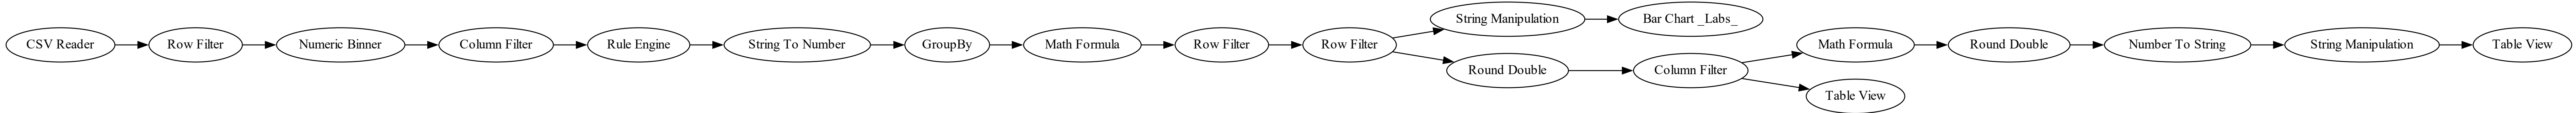 CSV Reader
Row Filter
Numeric Binner
Column Filter
Rule Engine
String To Number
GroupBy
Math Formula
Row Filter
Row Filter
String Manipulation
Bar Chart _Labs_
Round Double
Column Filter
Math Formula
Round Double
Number To String
String Manipulation
Table View
Table View